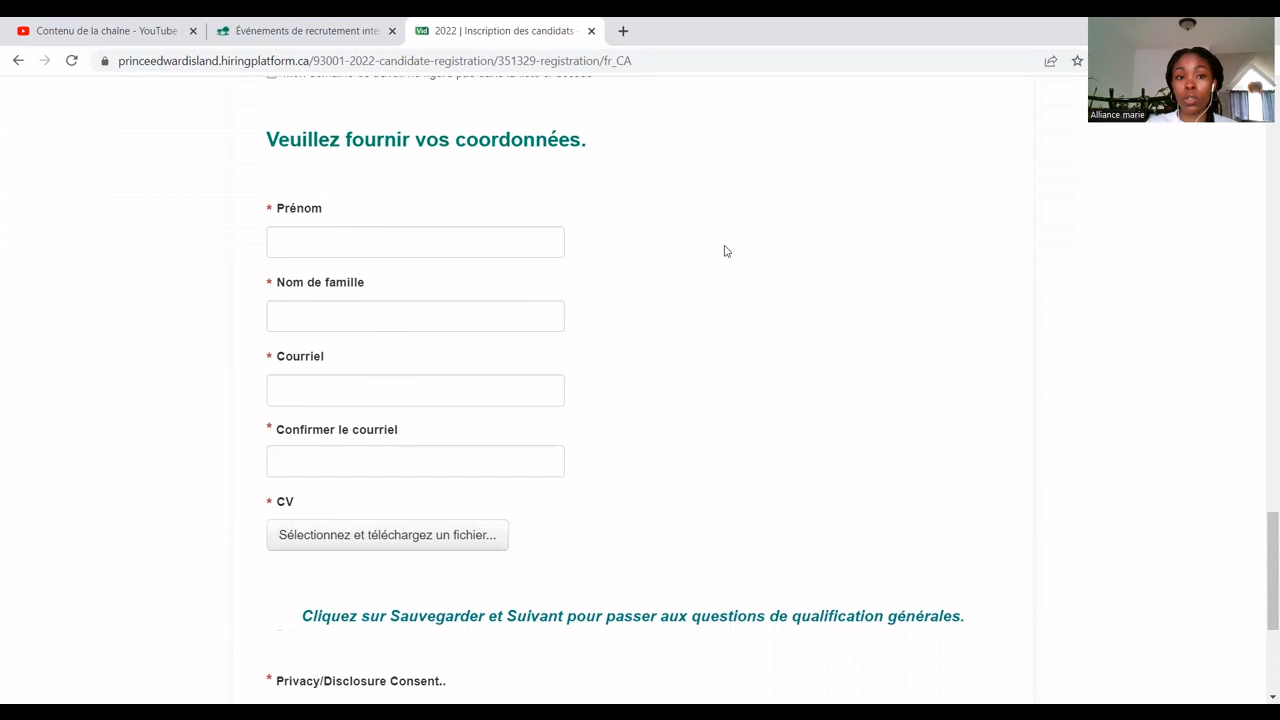 Contenu de la chaîne - YouTube
Événements de recrutement inte
2022 | Inscription des candidats -
princeedwardisland.hiringplatform.ca/93001-2022-candidate-registration/351329-registration/fr_CA
Alliance marie
Veuillez fournir vos coordonnées.
* Prénom
* Nom de famille
* Courriel
* Confirmer le courriel
* CV
Sélectionnez et téléchargez un fichier...
Cliquez sur Sauvegarder et Suivant pour passer aux questions de qualification générales.
* Privacy/Disclosure Consent..